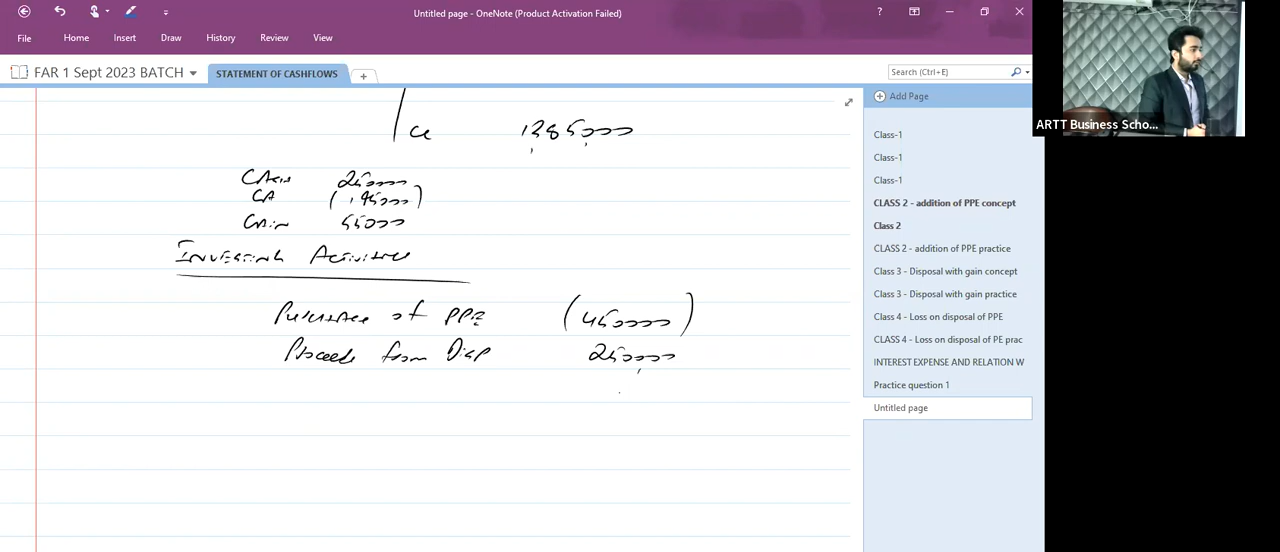 Untitled page - OneNote (Product Activation Failed)
?
File Home Insert Draw History Review View
FAR 1 Sept 2023 BATCH
STATEMENT OF CASHFLOWS
Search (Ctrl+E)
Add Page
ARTT Business Scho...
Class-1
Class-1
Class-1
CLASS 2 - addition of PPE concept
Class 2
CLASS 2 - addition of PPE practice
Class 3 - Disposal with gain concept
Class 3 - Disposal with gain practice
Class 4 - Loss on disposal of PPE
CLASS 4 - Loss on disposal of PE prac
INTEREST EXPENSE AND RELATION W
Practice question 1
Untitled page
1385000
250000
CA (195000)
Gain 55000
INVESTING Activities
Purchase of PPE (450000)
Proceeds from Disp 250000